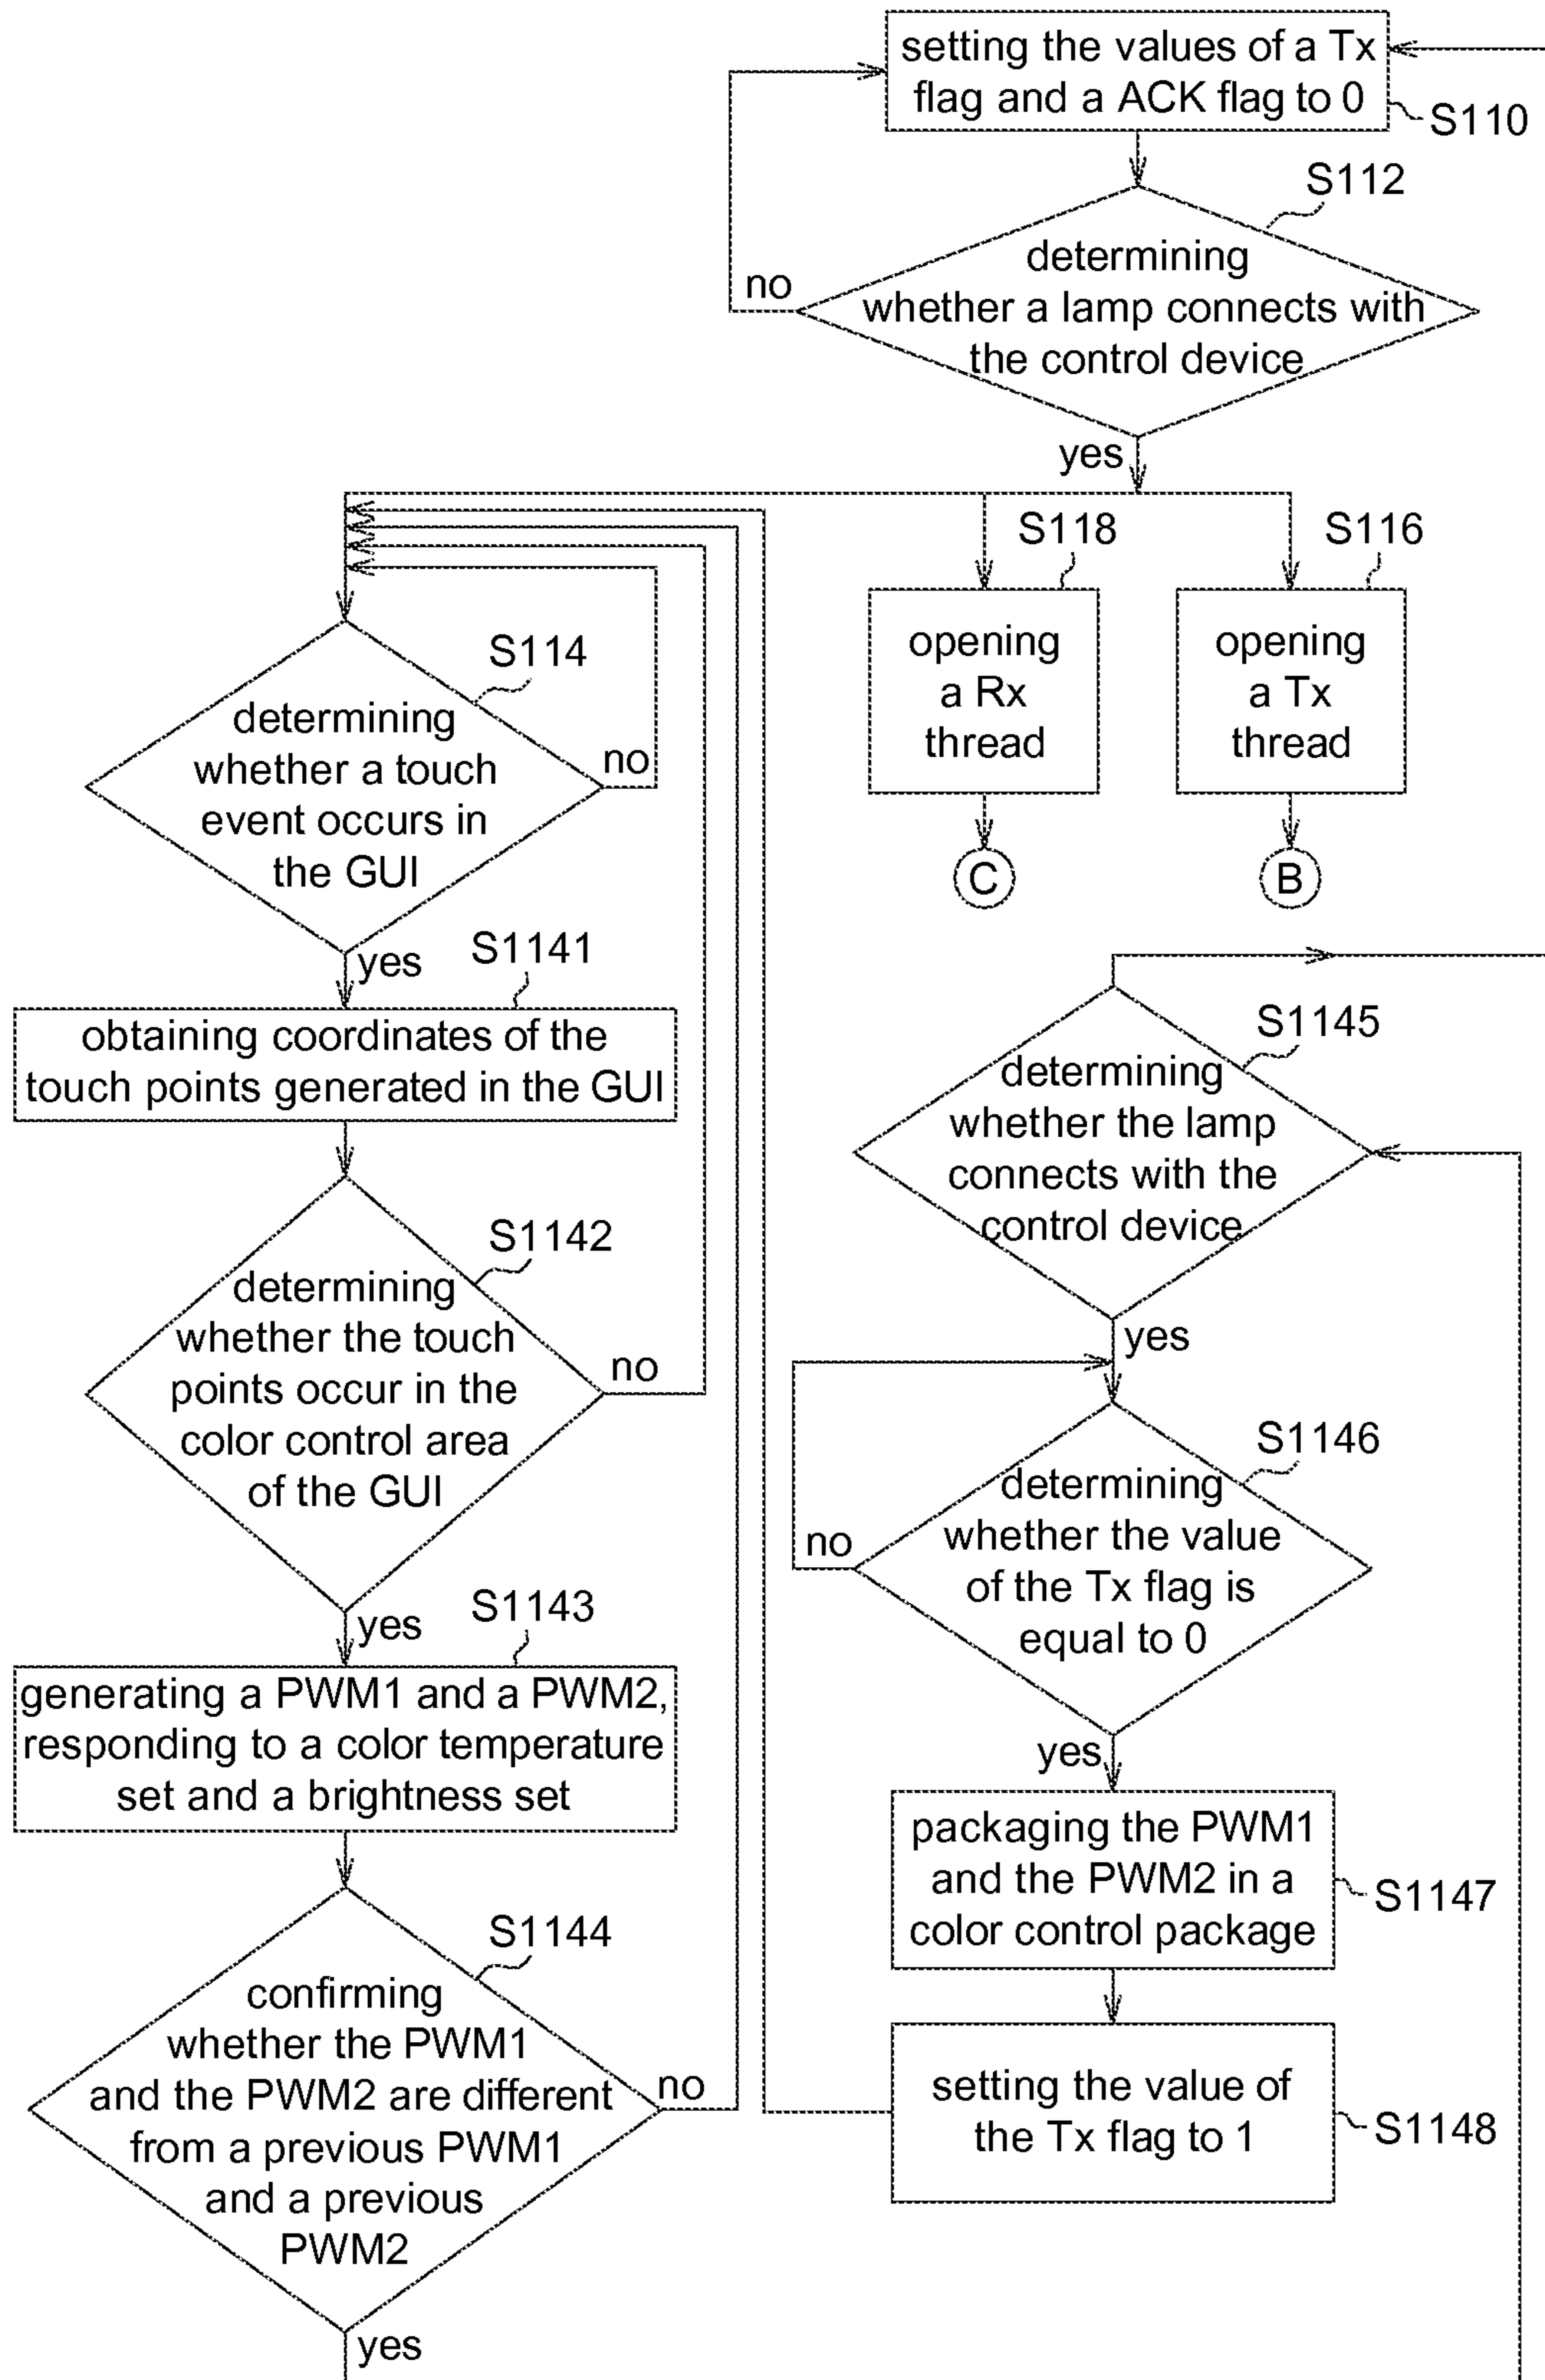 setting the values of a Tx
flag and a ACK flag to 0
S110
S112
determining
whether a lamp connects with
the control device
no
yes
S118
S116
opening
a Rx
thread
opening
a Tx
thread
C
B
S114
determining
whether a touch
event occurs in
the GUI
no
yes
S1141
obtaining coordinates of the
touch points generated in the GUI
S1142
determining
whether the touch
points occur in the
color control area
of the GUI
no
yes
S1143
generating a PWM1 and a PWM2,
responding to a color temperature
set and a brightness set
S1144
confirming
whether the PWM1
and the PWM2 are different
from a previous PWM1
and a previous
PWM2
no
yes
S1145
determining
whether the lamp
connects with the
control device
yes
S1146
determining
whether the value
of the Tx flag is
equal to 0
no
yes
packaging the PWM1
and the PWM2 in a
color control package
S1147
setting the value of
the Tx flag to 1
S1148